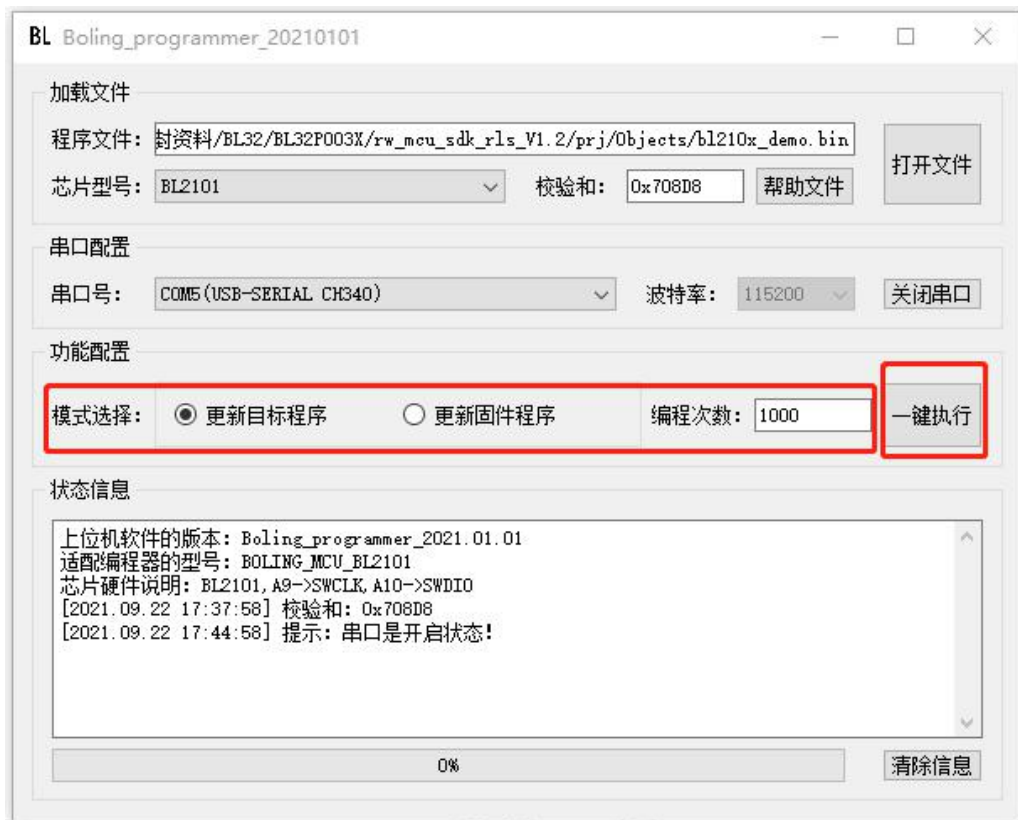 BL Boling_programmer_20210101
加载文件
程序文件: 封资料/BL32/BL32P003X/rw_mcu_sdk_rls_V1.2/prj/Objects/bl210x_demo.bin
打开文件
芯片型号: BL2101 校验和: 0x708D8 帮助文件
串口配置
串口号: COM5(USB-SERIAL CH340) 波特率: 115200 关闭串口
功能配置
模式选择: 更新目标程序 更新固件程序 编程次数: 1000 一键执行
状态信息
上位机软件的版本: Boling_programmer_2021.01.01
适配编程器的型号: BOLING_MCU_BL2101
芯片硬件说明: BL2101,A9->SWCLK,A10->SWDIO
[2021.09.22 17:37:58] 校验和: 0x708D8
[2021.09.22 17:44:58] 提示: 串口是开启状态!
0% 清除信息